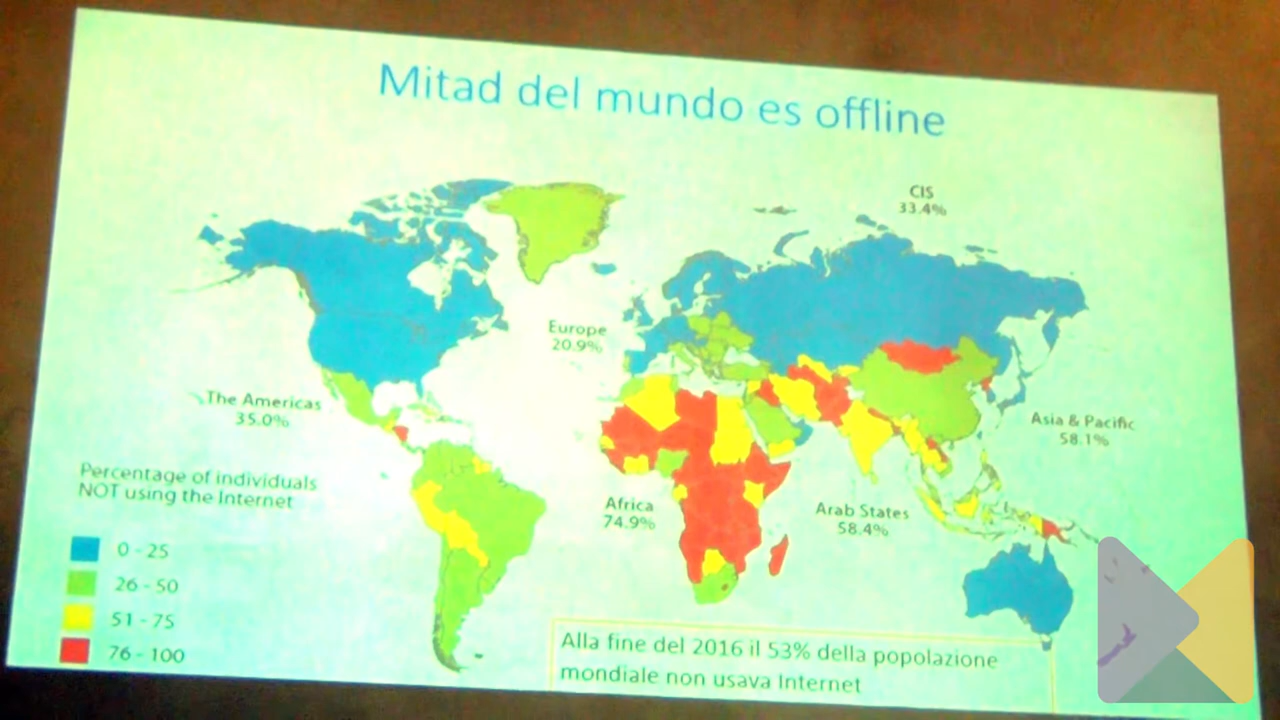 Mitad del mundo es offline
CIS
33.4%
Europe
20.9%
The Americas
35.0%
Asia & Pacific
58.1%
Percentage of individuals
NOT using the Internet
Africa
74.9%
Arab States
58.4%
0 - 25
26 - 50
51 - 75
76 - 100
Alla fine del 2016 il 53% della popolazione
mondiale non usava Internet